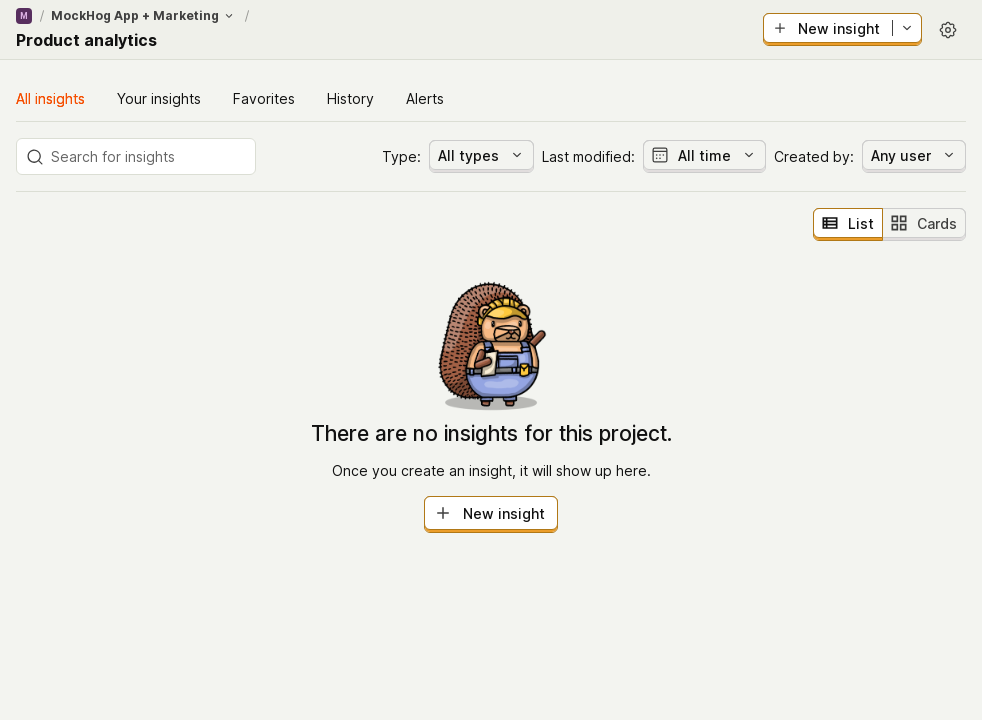 M / MockHog App + Marketing /
Product analytics
New insight
All insights Your insights Favorites History Alerts
Search for insights
Type: All types Last modified: All time Created by: Any user
List Cards
There are no insights for this project.
Once you create an insight, it will show up here.
New insight